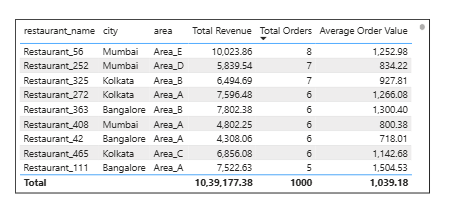 restaurant_name city area Total Revenue Total Orders Average Order Value
Restaurant_56 Mumbai Area_E 10,023.86 8 1,252.98
Restaurant_252 Mumbai Area_D 5,839.54 7 834.22
Restaurant_325 Kolkata Area_B 6,494.69 7 927.81
Restaurant_272 Kolkata Area_A 7,596.48 6 1,266.08
Restaurant_363 Bangalore Area_B 7,802.38 6 1,300.40
Restaurant_408 Mumbai Area_A 4,802.25 6 800.38
Restaurant_42 Bangalore Area_A 4,308.06 6 718.01
Restaurant_465 Kolkata Area_C 6,856.08 6 1,142.68
Restaurant_111 Bangalore Area_A 7,522.63 5 1,504.53
Total 10,39,177.38 1000 1,039.18